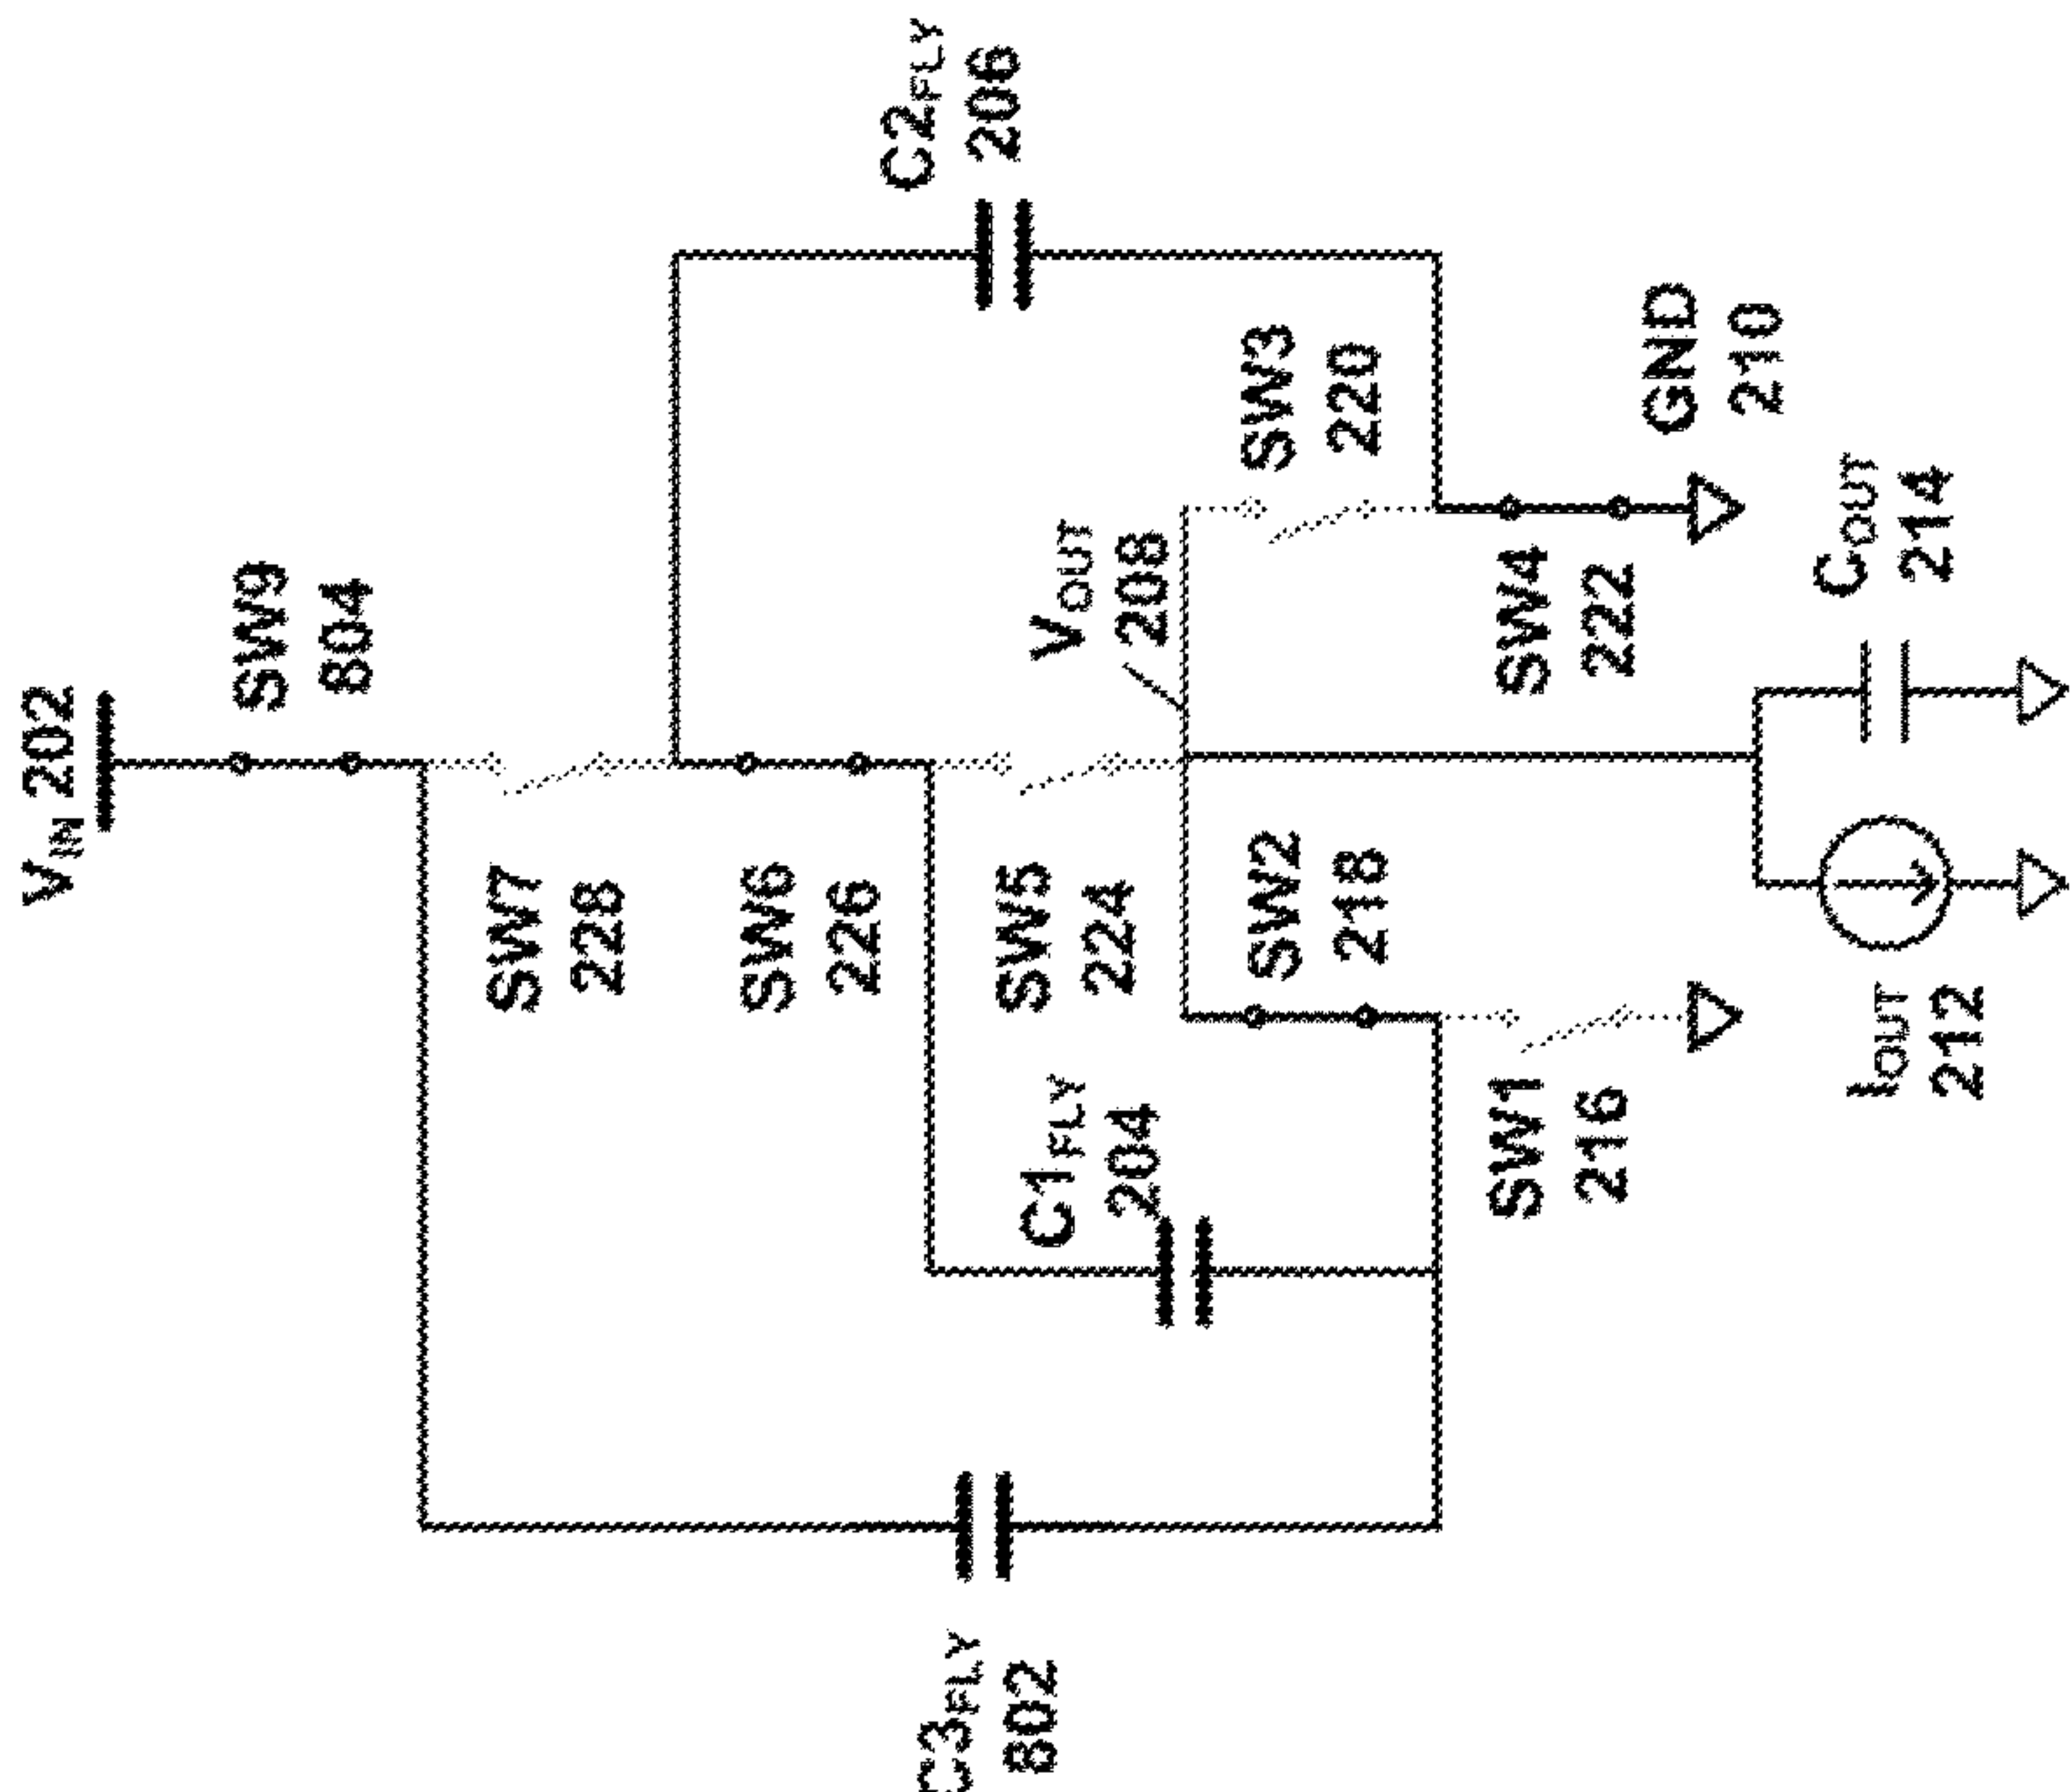 V_IN 202
SW9
804
C2_FLY
206
SW7
228
SW6
226
SW5
224
V_OUT
208
SW3
220
C3_FLY
802
C1_FLY
204
SW2
218
SW4
222
GND
210
SW1
216
I_OUT
212
C_OUT
214